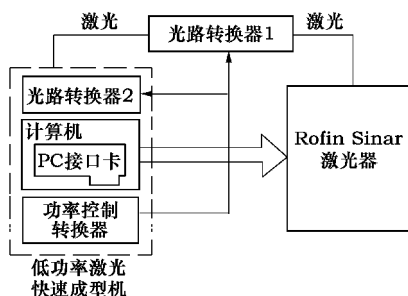 激光
光路转换器1
激光
光路转换器2
计算机
PC接口卡
功率控制
转换器
低功率激光
快速成型机
Rofin Sinar
激光器